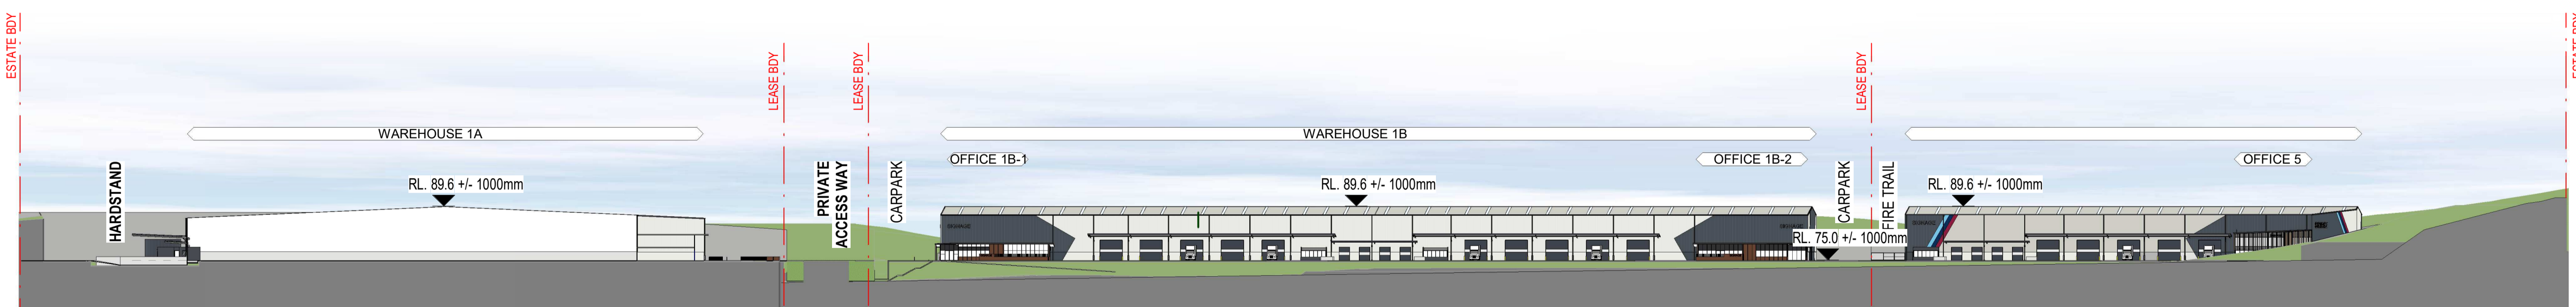 ESTATE BDY
LEASE BDY
LEASE BDY
LEASE BDY
ESTATE BDY
WAREHOUSE 1A
WAREHOUSE 1B
OFFICE 1B-1
OFFICE 1B-2
OFFICE 5
HARDSTAND
PRIVATE
ACCESS WAY
CARPARK
CARPARK
FIRE TRAIL
RL. 89.6 +/- 1000mm
RL. 89.6 +/- 1000mm
RL. 89.6 +/- 1000mm
RL. 75.0 +/- 1000mm